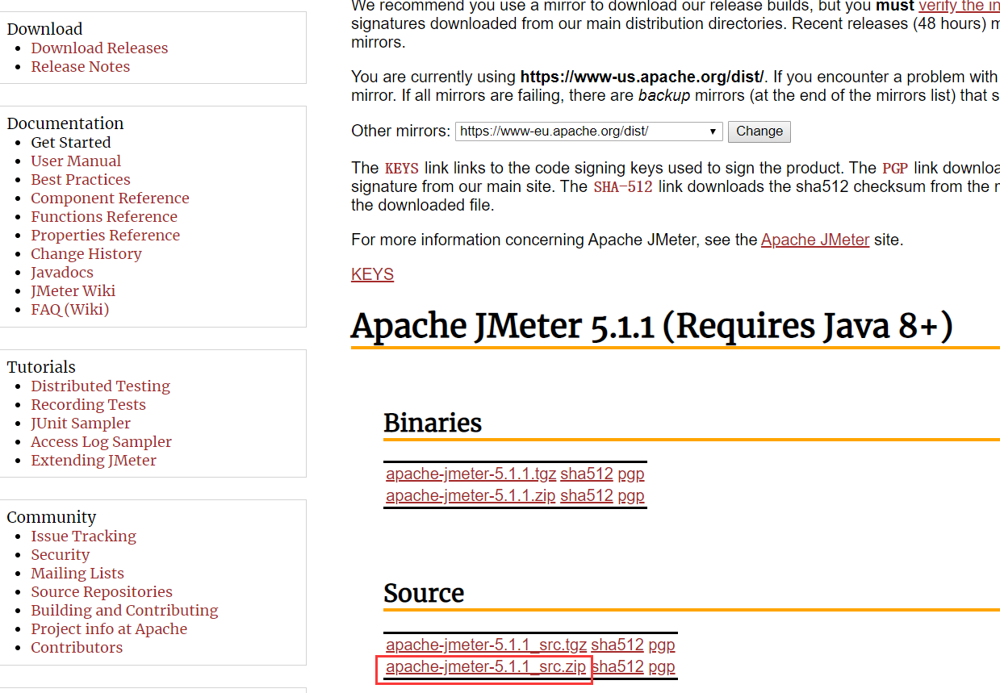 Download
Download Releases
Release Notes
Documentation
Get Started
User Manual
Best Practices
Component Reference
Functions Reference
Properties Reference
Change History
Javadocs
JMeter Wiki
FAQ (Wiki)
Tutorials
Distributed Testing
Recording Tests
JUnit Sampler
Access Log Sampler
Extending JMeter
Community
Issue Tracking
Security
Mailing Lists
Source Repositories
Building and Contributing
Project info at Apache
Contributors
We recommend you use a mirror to download our release builds, but you must verify the in
signatures downloaded from our main distribution directories. Recent releases (48 hours) m
mirrors.
You are currently using https://www-us.apache.org/dist/. If you encounter a problem with
mirror. If all mirrors are failing, there are backup mirrors (at the end of the mirrors list) that s
Other mirrors: https://www-eu.apache.org/dist/ Change
The KEYS link links to the code signing keys used to sign the product. The PGP link downloa
signature from our main site. The SHA-512 link downloads the sha512 checksum from the m
the downloaded file.
For more information concerning Apache JMeter, see the Apache JMeter site.
KEYS
Apache JMeter 5.1.1 (Requires Java 8+)
Binaries
apache-jmeter-5.1.1.tgz sha512 pgp
apache-jmeter-5.1.1.zip sha512 pgp
Source
apache-jmeter-5.1.1_src.tgz sha512 pgp
apache-jmeter-5.1.1_src.zip sha512 pgp